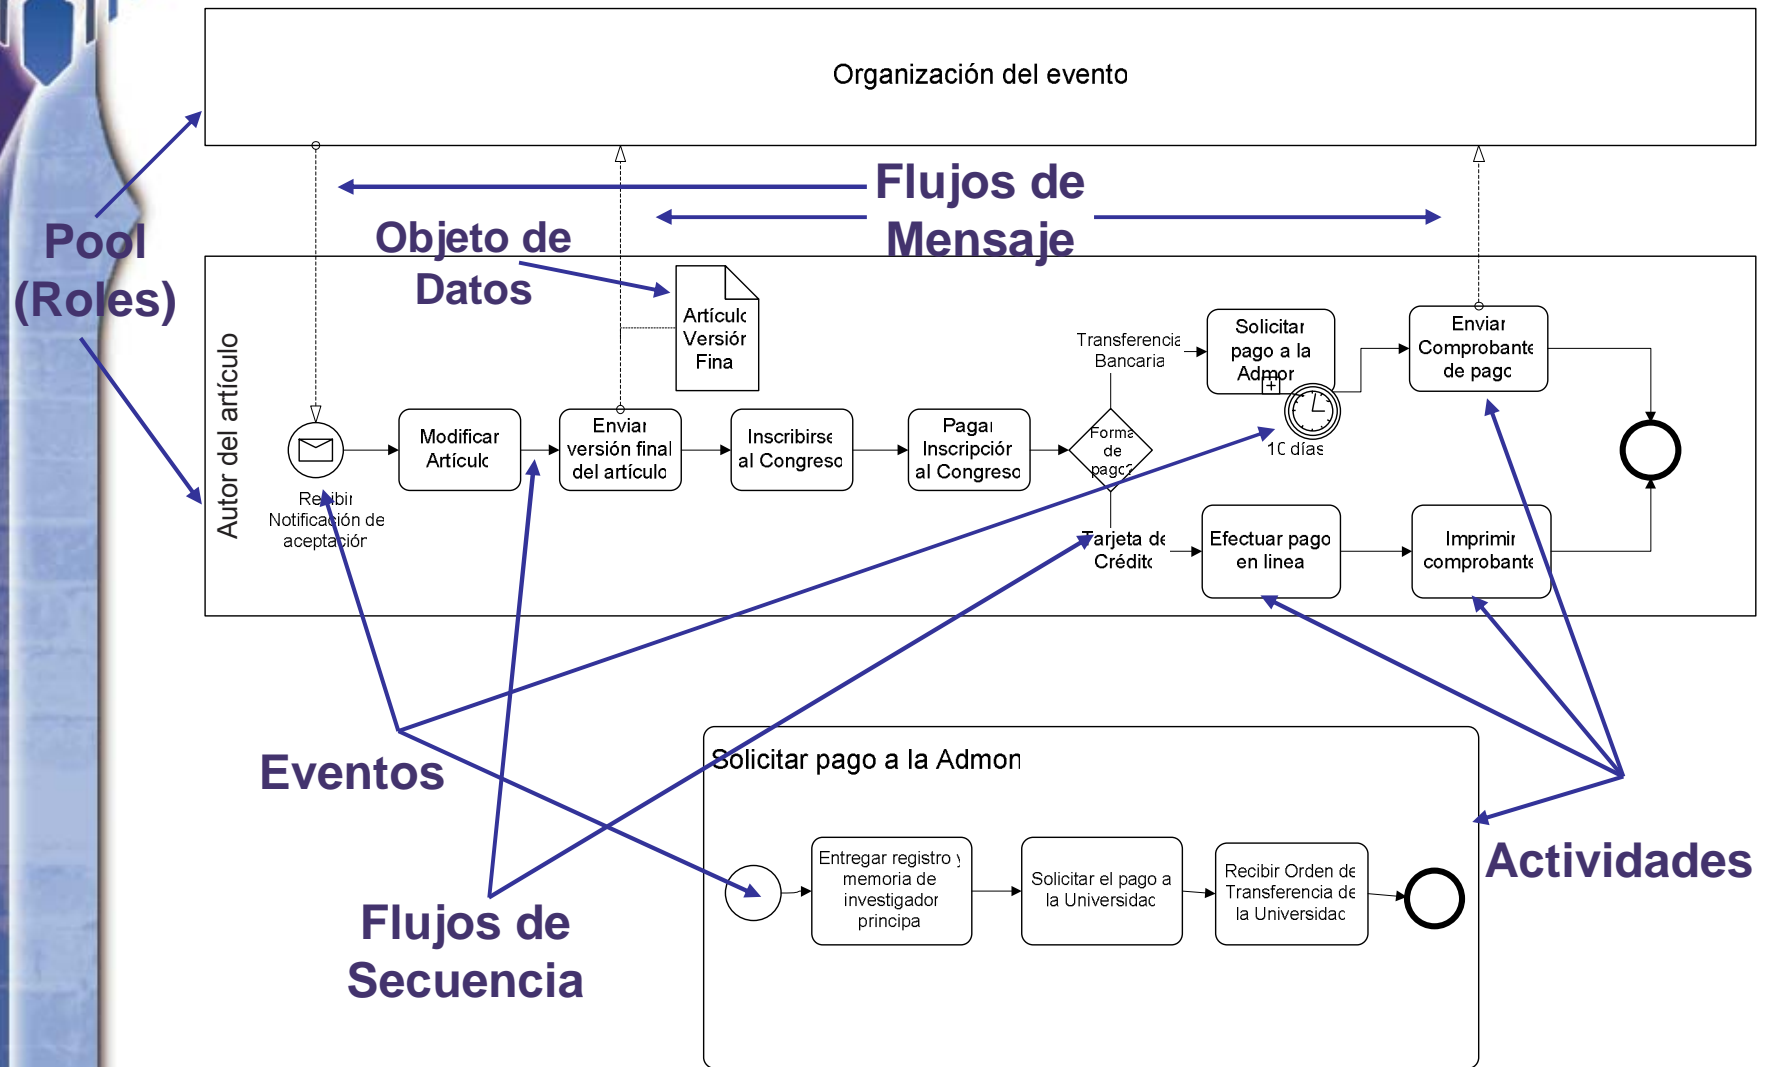 Organización del evento
Flujos de
Mensaje
Pool
(Roles)
Objeto de
Datos
Autor del artículo
Artículo
Versión
Fina
Transferencia
Bancaria
Solicitar
pago a la
Admor
10 días
Enviar
Comprobante
de pago
Recibir
Notificación de
aceptación
Modificar
Artículo
Enviar
versión final
del artículo
Inscribirse
al Congreso
Pagar
Inscripción
al Congreso
Forma
de
pago?
Tarjeta de
Crédito
Efectuar pago
en linea
Imprimir
comprobante
Eventos
Flujos de
Secuencia
Actividades
Solicitar pago a la Admon
Entregar registro y
memoria de
investigador
principa
Solicitar el pago a
la Universidad
Recibir Orden de
Transferencia de
la Universidad